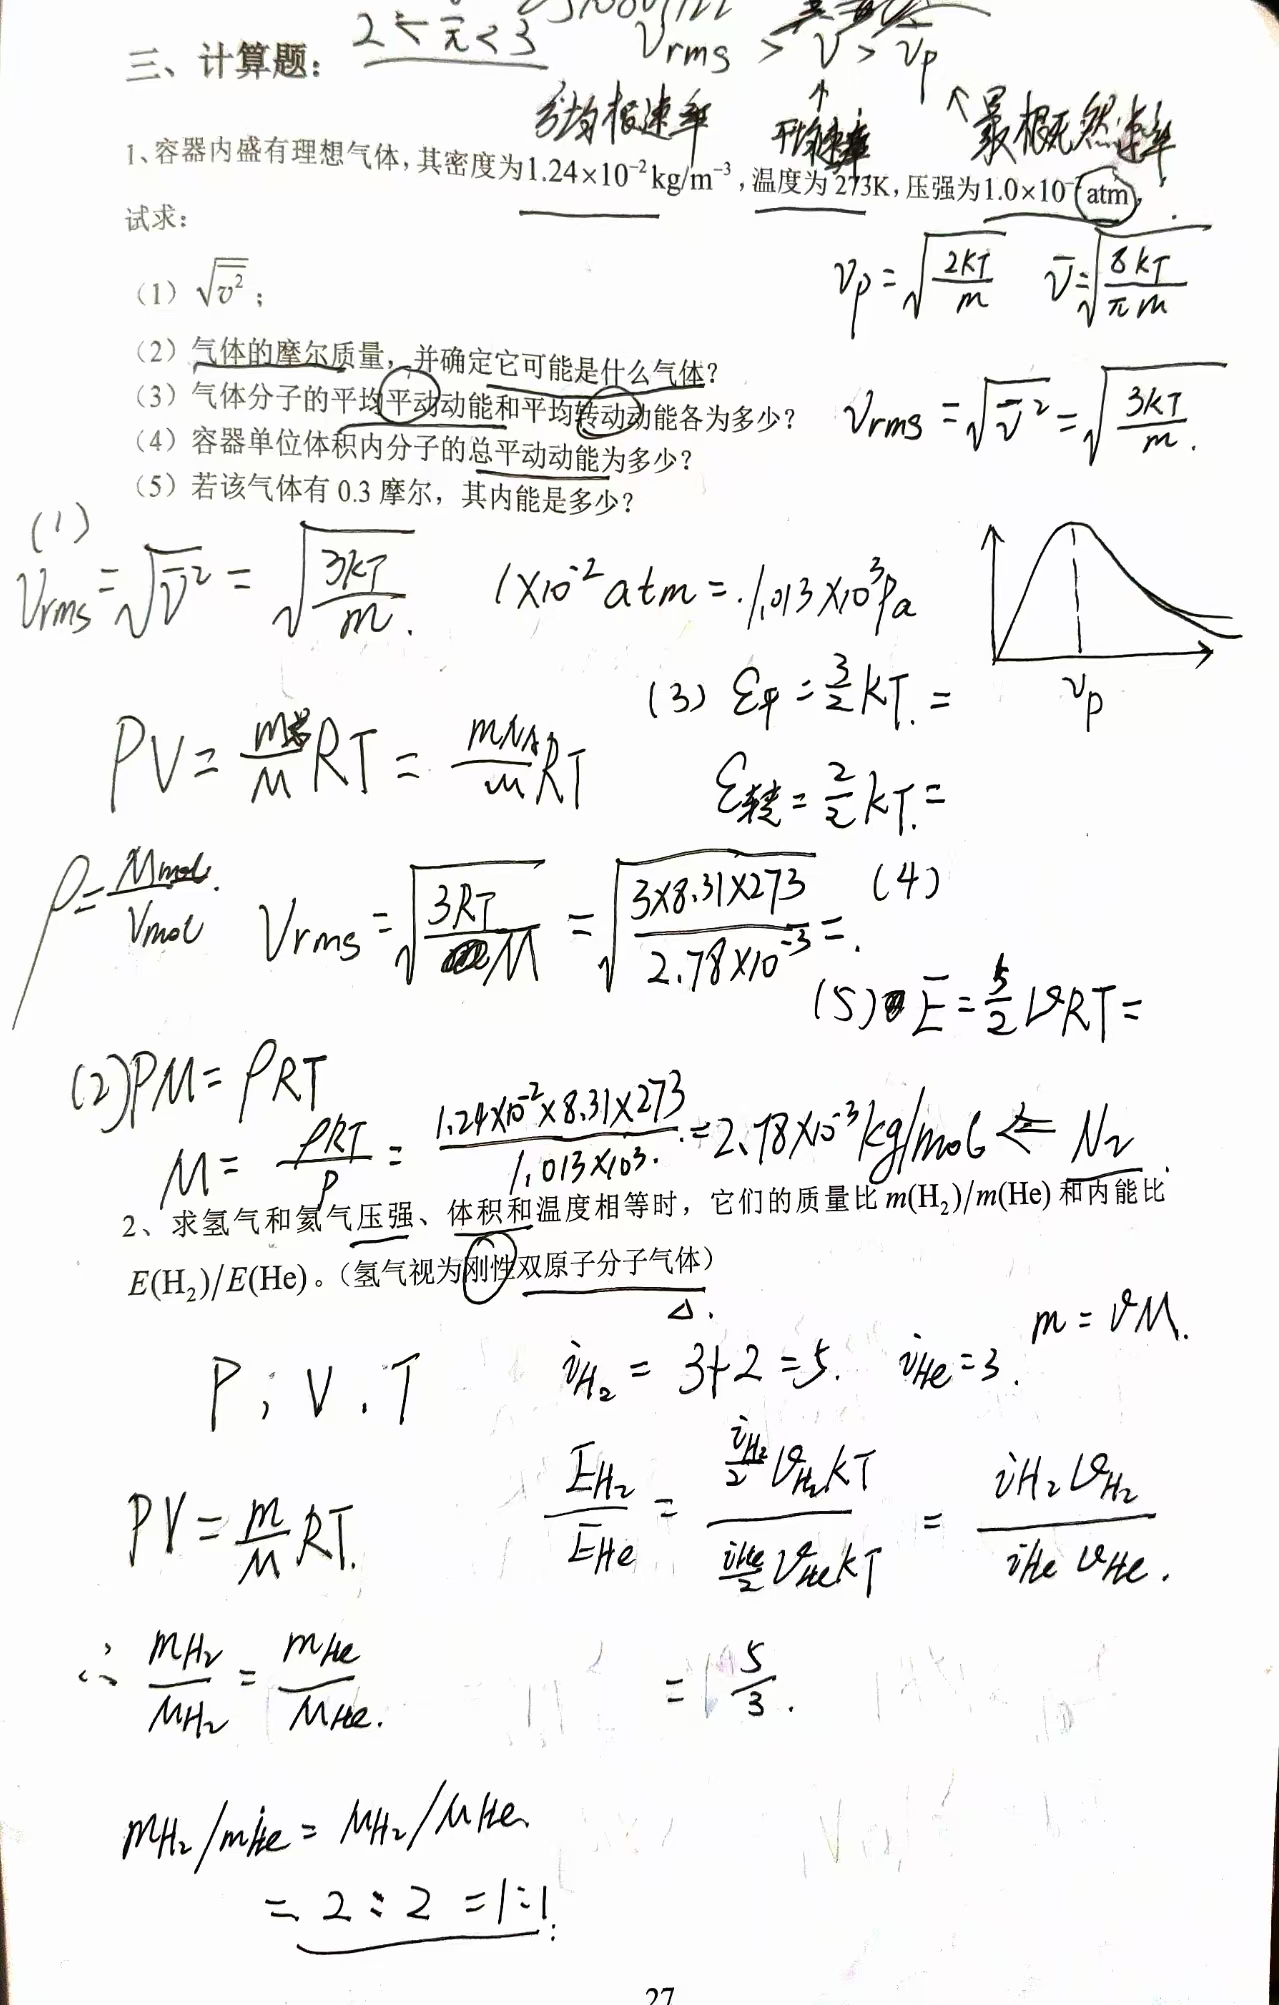 2 < π < 3
Vrms > V̄ > Vp
三、计算题：
均根速率 ↑ 平均速率 ↖ 最概然速率
1、容器内盛有理想气体，其密度为1.24×10⁻²kg/m⁻³，温度为 273K，压强为1.0×10⁻ atm，
试求：
（1）√v̄²；
vp = √(2kT/m) V̄ = √(8kT/πm)
（2）气体的摩尔质量，并确定它可能是什么气体？
（3）气体分子的平均平动动能和平均转动动能各为多少？
Vrms = √V̄² = √(3kT/m).
（4）容器单位体积内分子的总平动动能为多少？
（5）若该气体有 0.3 摩尔，其内能是多少？
(1)
Vrms = √V̄² = √(3kT/m). 1×10⁻² atm = 1.013×10³Pa
vp
(3) ε平 = 3/2 kT. =
PV = m/M RT = mNA/M RT
ε转 = 2/2 kT. =
ρ = Mmol/Vmol. Vrms = √(3RT/M) = √(3×8.31×273/2.78×10⁻³) =.
(4)
(5) E̅ = 5/2 νRT =
(2) PM = ρRT
M = ρRT/P = 1.24×10⁻²×8.31×273/1.013×10³. = 2.78×10⁻³kg/mol ⇐ N₂
2、求氢气和氦气压强、体积和温度相等时，它们的质量比 m(H₂)/m(He) 和内能比
E(H₂)/E(He)。（氢气视为刚性双原子分子气体）
Δ.
m = νM.
P ; V . T iH₂ = 3+2 = 5. iHe = 3.
PV = m/M RT. EH₂/EHe = (iH₂/2 νH₂kT)/(iHe/2 νHekT) = iH₂νH₂/iHeνHe.
∴ mH₂/MH₂ = mHe/MHe. = 5/3.
mH₂/mHe = MH₂/MHe
= 2:2 = 1:1.
27